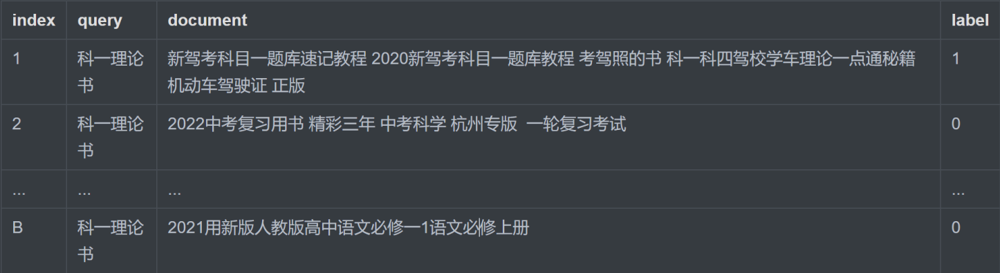 index query document label
1 科一理论 新驾考科目一题库速记教程 2020新驾考科目一题库教程 考驾照的书 科一科四驾校学车理论一点通秘籍 1
书 机动车驾驶证 正版
2 科一理论 2022中考复习用书 精彩三年 中考科学 杭州专版  一轮复习考试 0
书
... ... ... ...
B 科一理论 2021用新版人教版高中语文必修一1语文必修上册 0
书